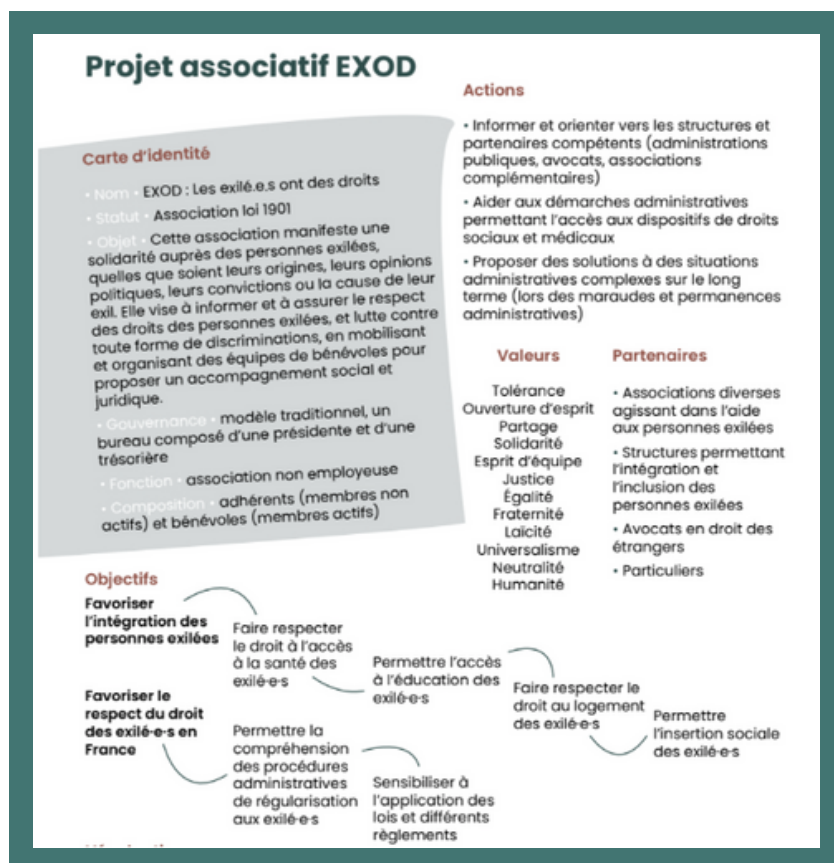 Projet associatif EXOD
Carte d'identité
• Nom • EXOD : Les exilé.e.s ont des droits
• Statut • Association loi 1901
• Objet • Cette association manifeste une
solidarité auprès des personnes exilées,
quelles que soient leurs origines, leurs opinions
politiques, leurs convictions ou la cause de leur
exil. Elle vise à informer et à assurer le respect
des droits des personnes exilées, et lutte contre
toute forme de discriminations, en mobilisant
et organisant des équipes de bénévoles pour
proposer un accompagnement social et
juridique.
• Gouvernance • modèle traditionnel, un
bureau composé d'une présidente et d'une
trésorière
• Fonction • association non employeuse
• Composition • adhérents (membres non
actifs) et bénévoles (membres actifs)
Actions
• Informer et orienter vers les structures et
partenaires compétents (administrations
publiques, avocats, associations
complémentaires)
• Aider aux démarches administratives
permettant l'accès aux dispositifs de droits
sociaux et médicaux
• Proposer des solutions à des situations
administratives complexes sur le long
terme (lors des maraudes et permanences
administratives)
Valeurs
Tolérance
Ouverture d'esprit
Partage
Solidarité
Esprit d'équipe
Justice
Égalité
Fraternité
Laïcité
Universalisme
Neutralité
Humanité
Partenaires
• Associations diverses
agissant dans l'aide
aux personnes exilées
• Structures permettant
l'intégration et
l'inclusion des
personnes exilées
• Avocats en droit des
étrangers
• Particuliers
Objectifs
Favoriser
l'intégration des
personnes exilées
Faire respecter
le droit à l'accès
à la santé des
exilé·e·s
Permettre l'accès
à l'éducation des
exilé·e·s
Faire respecter le
droit au logement
des exilé·e·s
Permettre
l'insertion sociale
des exilé·e·s
Favoriser le
respect du droit
des exilé·e·s en
France
Permettre la
compréhension
des procédures
administratives
de régularisation
aux exilé·e·s
Sensibiliser à
l'application des
lois et différents
règlements